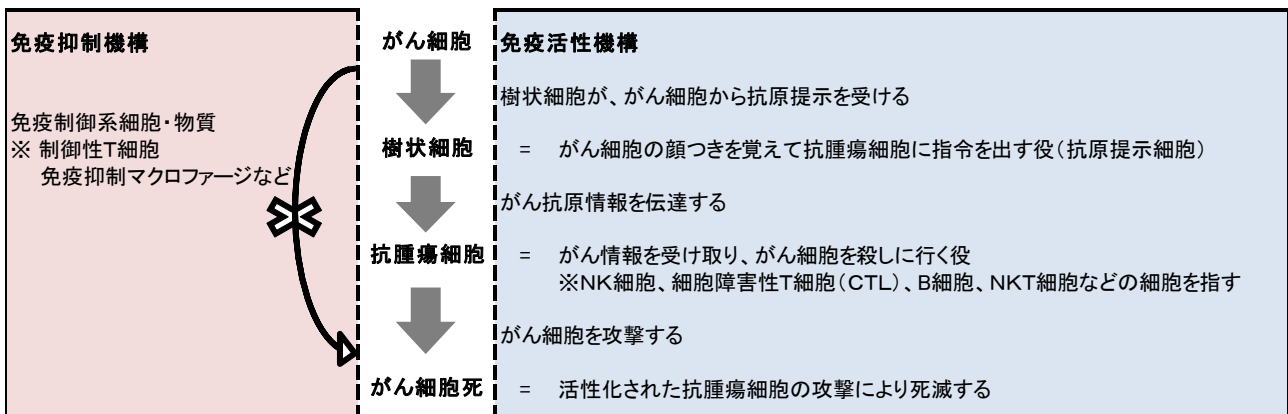 免疫抑制機構
免疫制御系細胞・物質
※ 制御性T細胞
免疫抑制マクロファージなど
がん細胞
樹状細胞
抗腫瘍細胞
がん細胞死
免疫活性機構
樹状細胞が、がん細胞から抗原提示を受ける
= がん細胞の顔つきを覚えて抗腫瘍細胞に指令を出す役(抗原提示細胞)
がん抗原情報を伝達する
= がん情報を受け取り、がん細胞を殺しに行く役
※NK細胞、細胞障害性T細胞(CTL)、B細胞、NKT細胞などの細胞を指す
がん細胞を攻撃する
= 活性化された抗腫瘍細胞の攻撃により死滅する